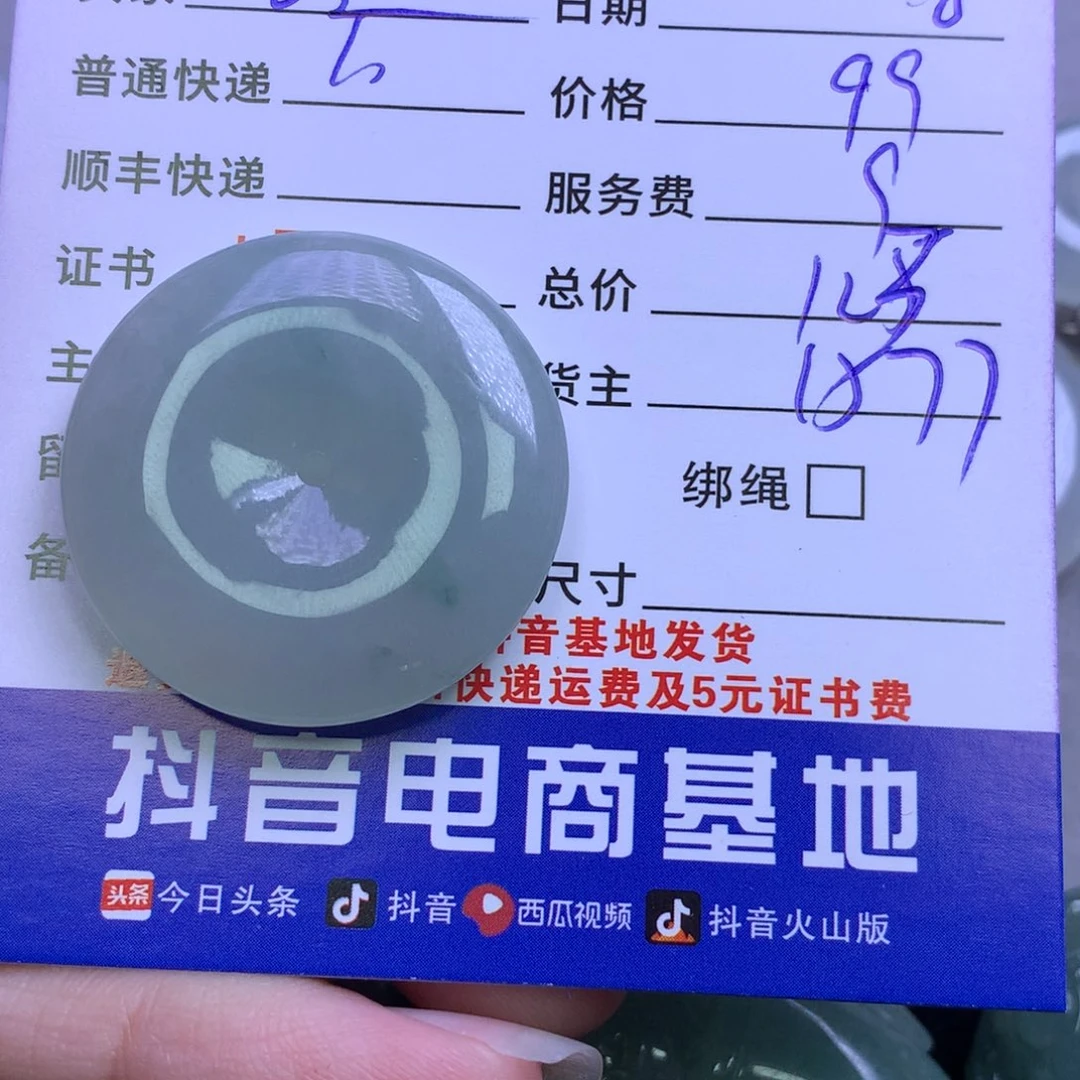 日期
普通快递 价格 99
顺丰快递 服务费
证书 总价
主 货主
绑绳
备 尺寸
音基地发货
快递运费及5元证书费
抖音电商基地
头条 今日头条 抖音 西瓜视频 抖音火山版